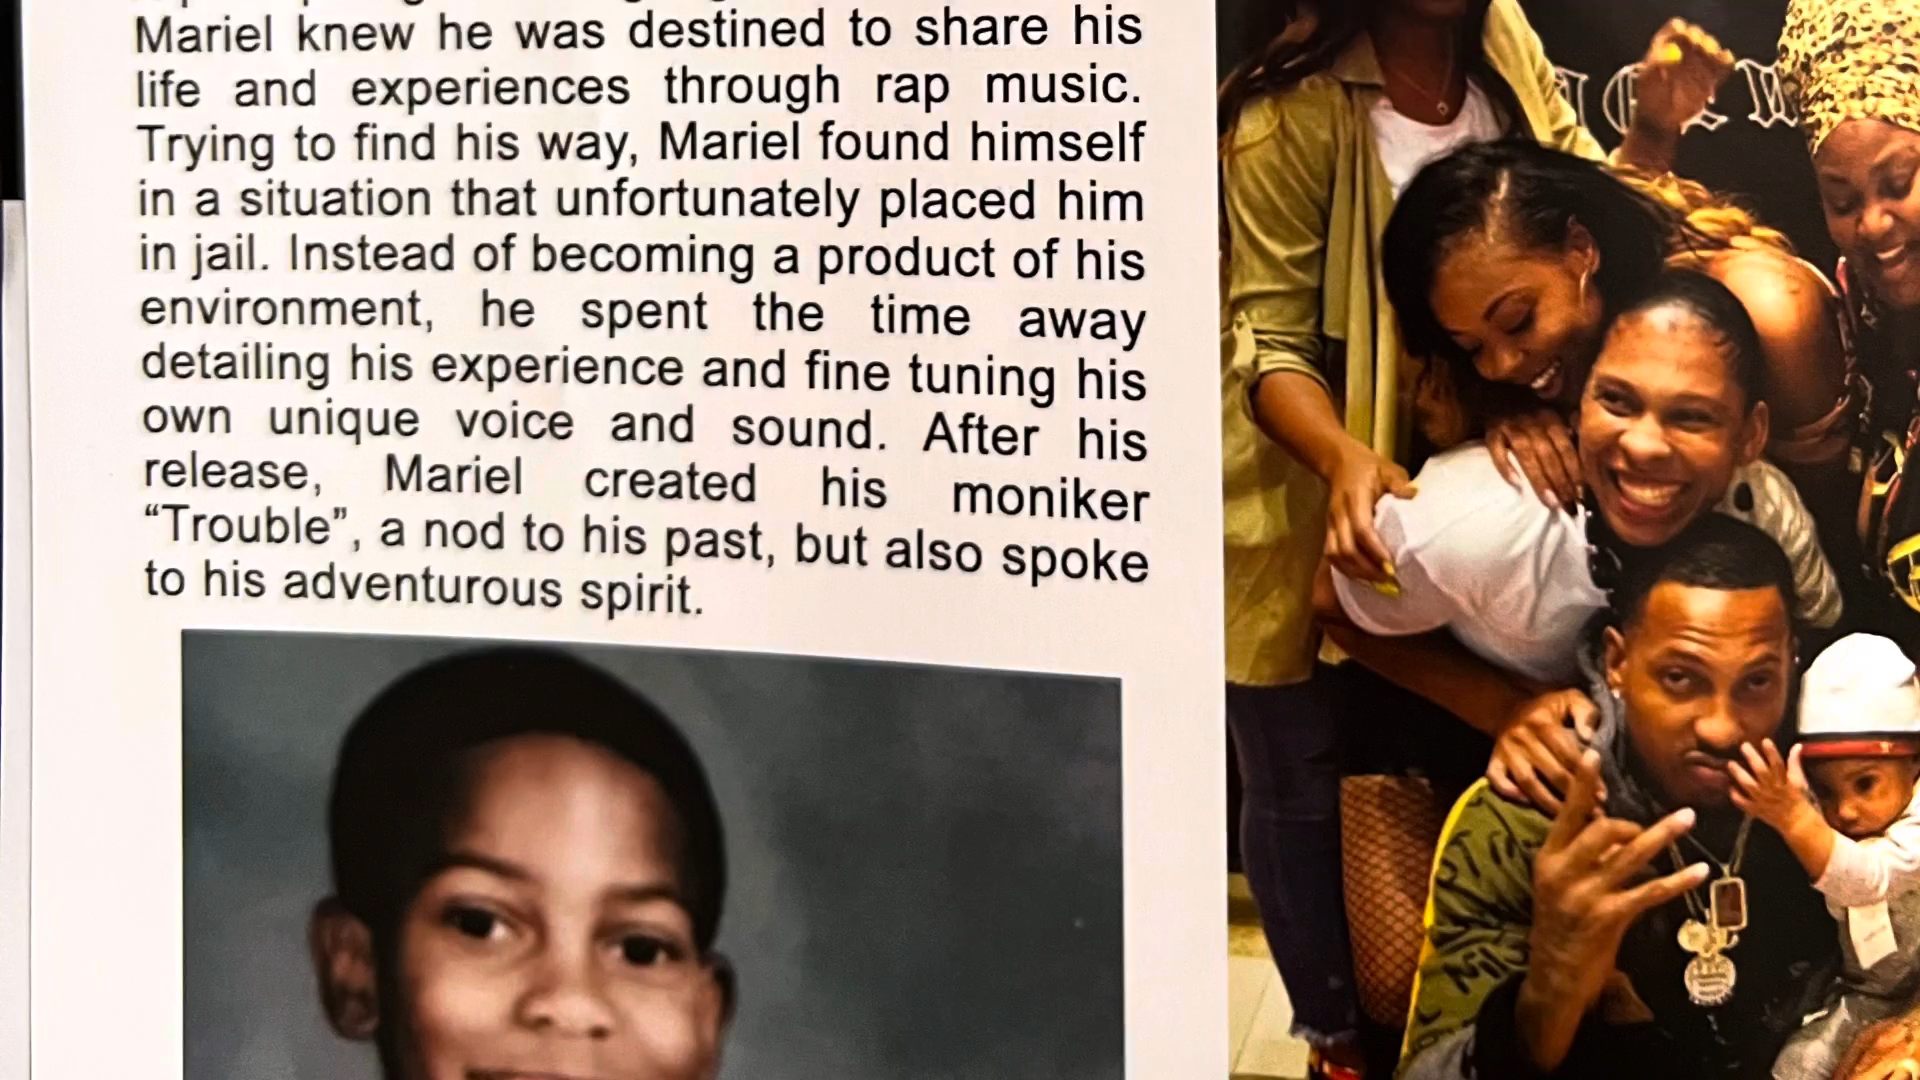 Mariel knew he was destined to share his
life and experiences through rap music.
Trying to find his way, Mariel found himself
in a situation that unfortunately placed him
in jail. Instead of becoming a product of his
environment, he spent the time away
detailing his experience and fine tuning his
own unique voice and sound. After his
release, Mariel created his moniker
“Trouble”, a nod to his past, but also spoke
to his adventurous spirit.